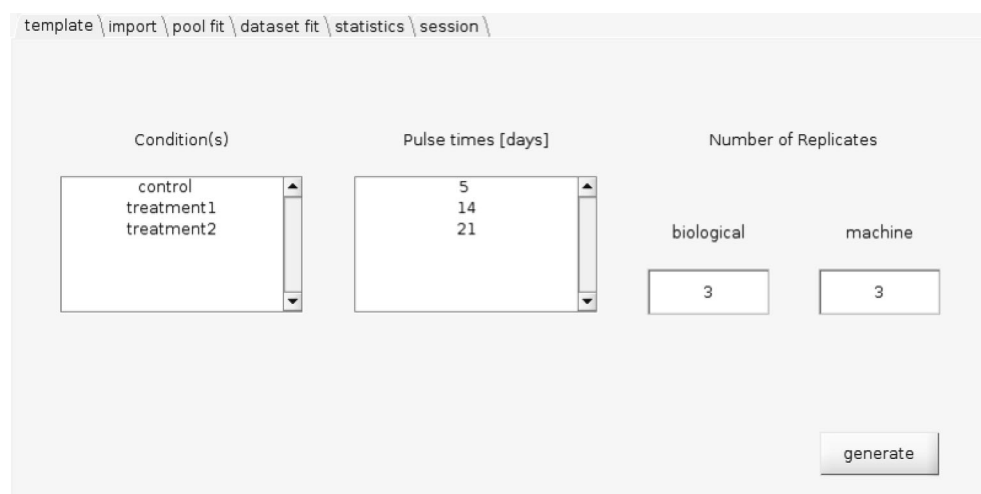 template import pool fit dataset fit statistics session
Condition(s) Pulse times [days] Number of Replicates
control
treatment1
treatment2
5
14
21
biological machine
3 3
generate